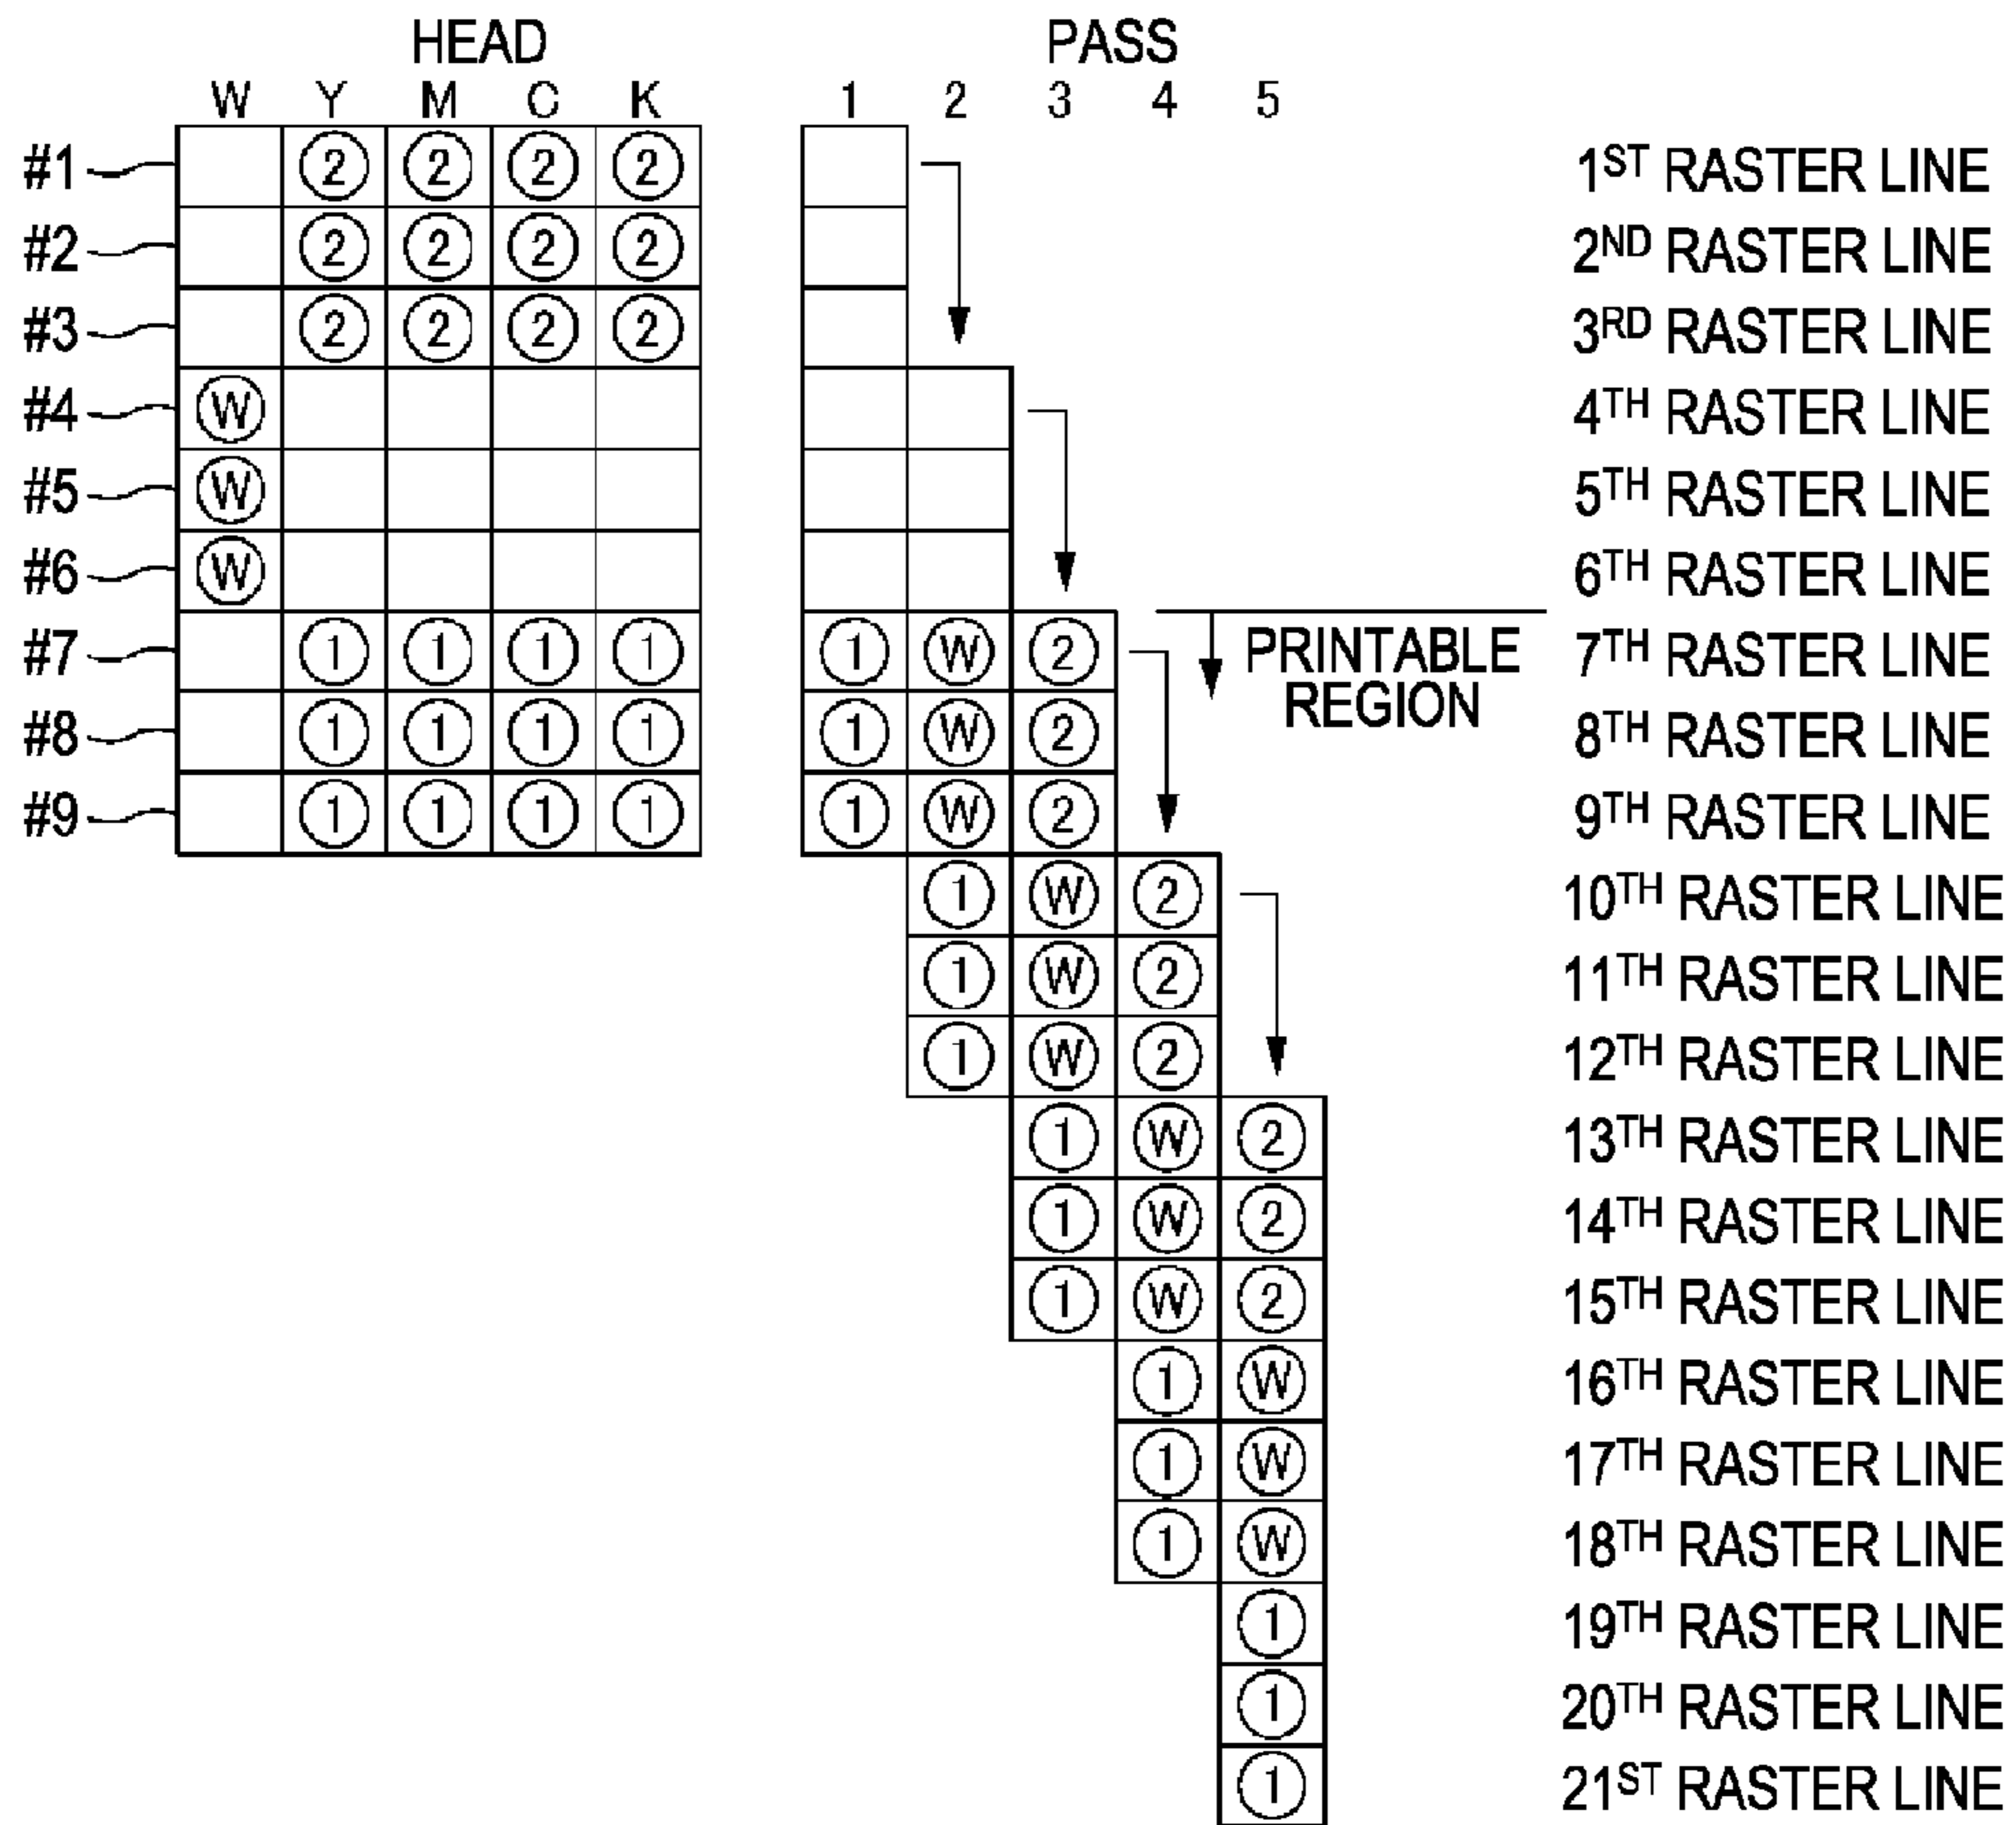 HEAD PASS
W Y M C K 1 2 3 4 5
#1 2 2 2 2 1ST RASTER LINE
#2 2 2 2 2 2ND RASTER LINE
#3 2 2 2 2 3RD RASTER LINE
#4 W 4TH RASTER LINE
#5 W 5TH RASTER LINE
#6 W 6TH RASTER LINE
#7 1 1 1 1 1 W 2 PRINTABLE 7TH RASTER LINE
REGION
#8 1 1 1 1 1 W 2 8TH RASTER LINE
#9 1 1 1 1 1 W 2 9TH RASTER LINE
1 W 2 10TH RASTER LINE
1 W 2 11TH RASTER LINE
1 W 2 12TH RASTER LINE
1 W 2 13TH RASTER LINE
1 W 2 14TH RASTER LINE
1 W 2 15TH RASTER LINE
1 W 16TH RASTER LINE
1 W 17TH RASTER LINE
1 W 18TH RASTER LINE
1 19TH RASTER LINE
1 20TH RASTER LINE
1 21ST RASTER LINE